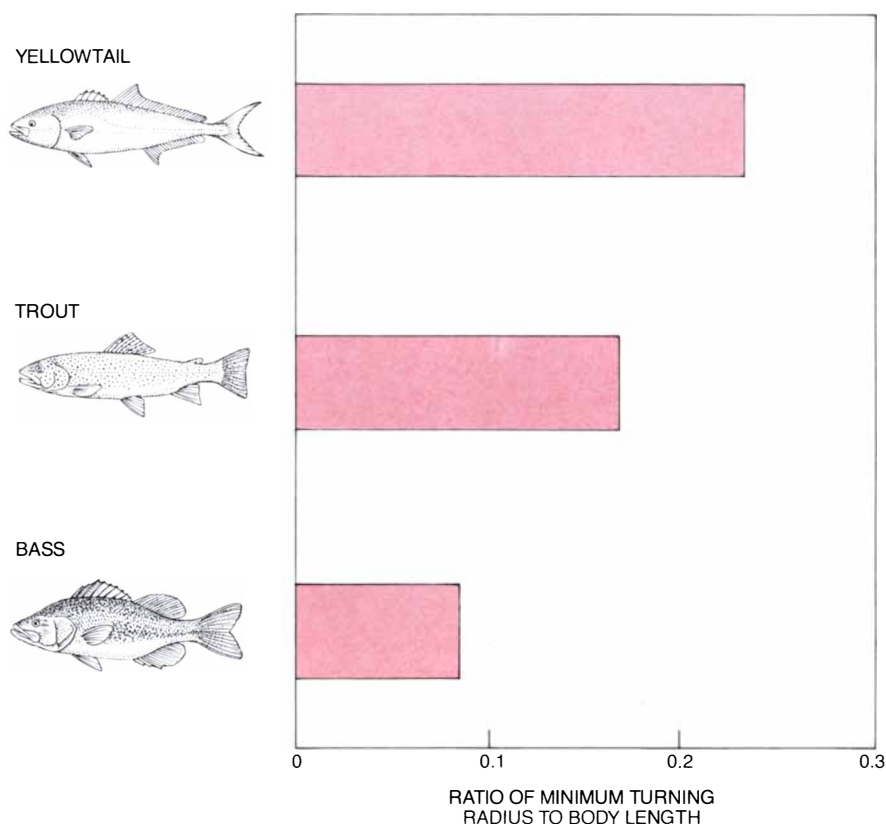 YELLOWTAIL
TROUT
BASS
0 0.1 0.2 0.3
RATIO OF MINIMUM TURNING
RADIUS TO BODY LENGTH